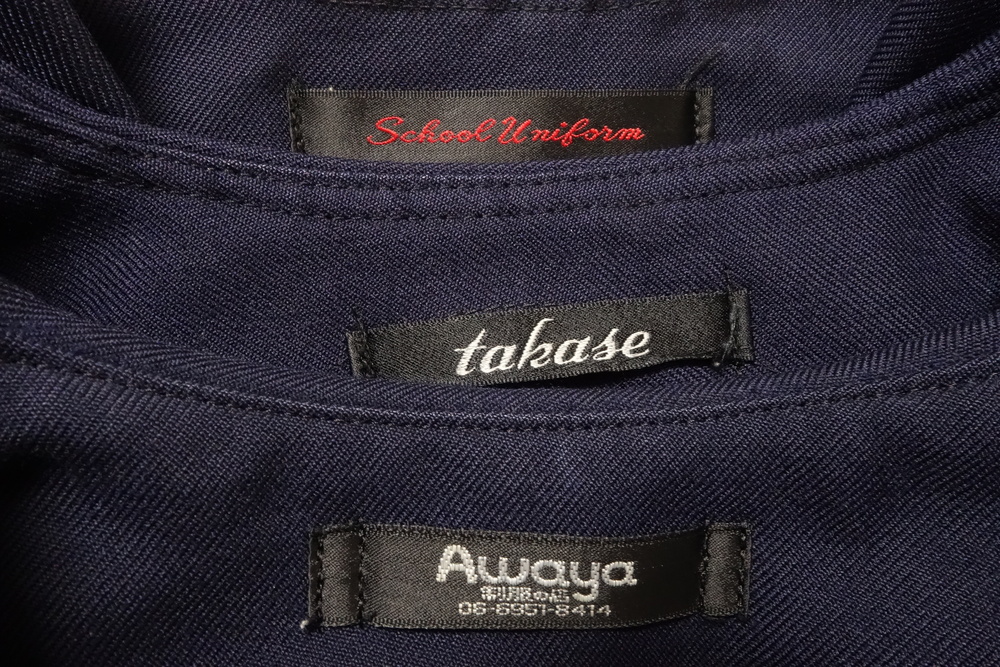 School Uniform
takase
Awaya
制服の店
06-6951-8414